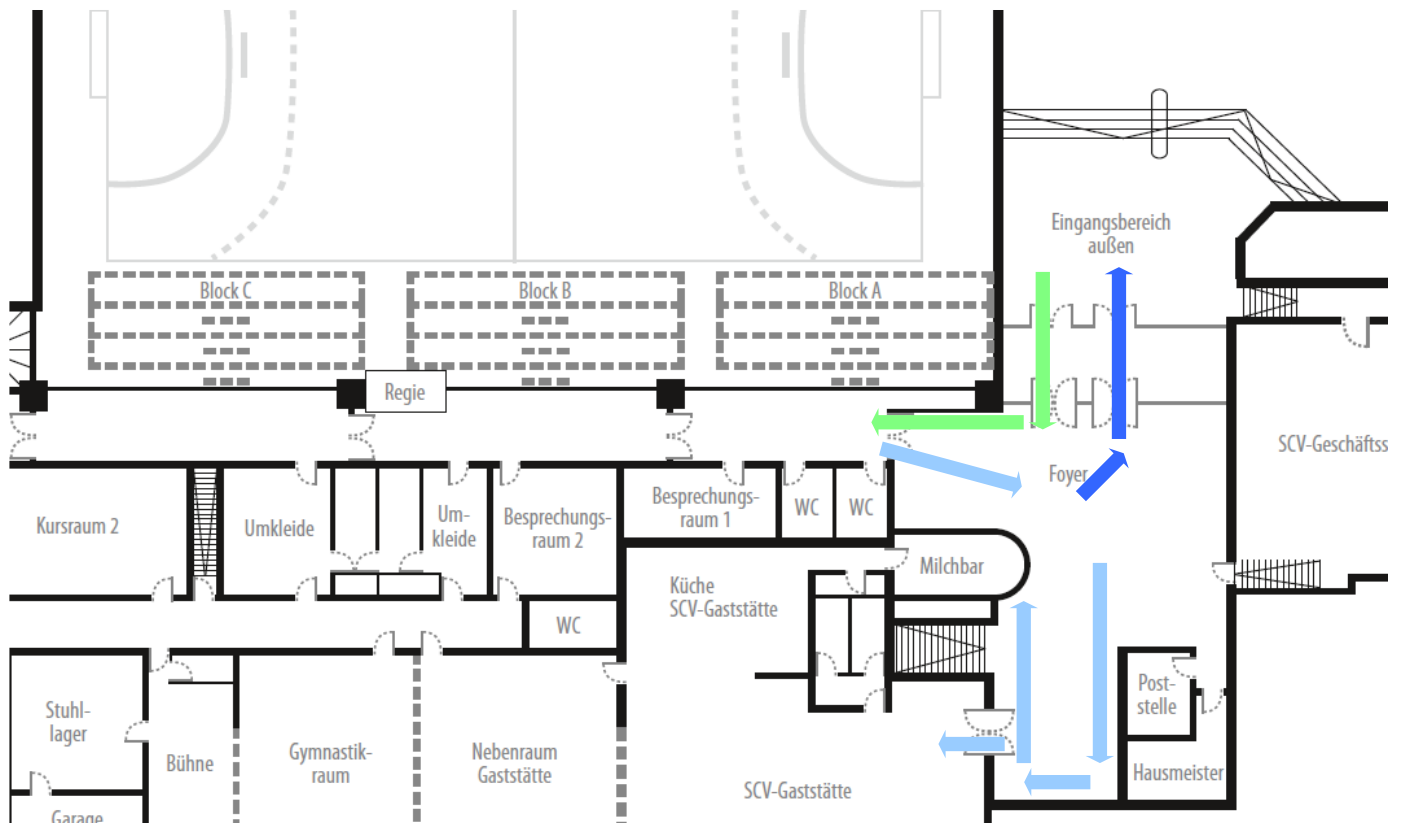 Eingangsbereich
außen
Block C
Block B
Block A
Regie
SCV-Geschäftss
Foyer
Kursraum 2
Umkleide
Um-
kleide
Besprechungs-
raum 2
Besprechungs-
raum 1
WC
WC
Milchbar
Küche
SCV-Gaststätte
WC
Stuhl-
lager
Bühne
Gymnastik-
raum
Nebenraum
Gaststätte
SCV-Gaststätte
Post-
stelle
Hausmeister
Garage